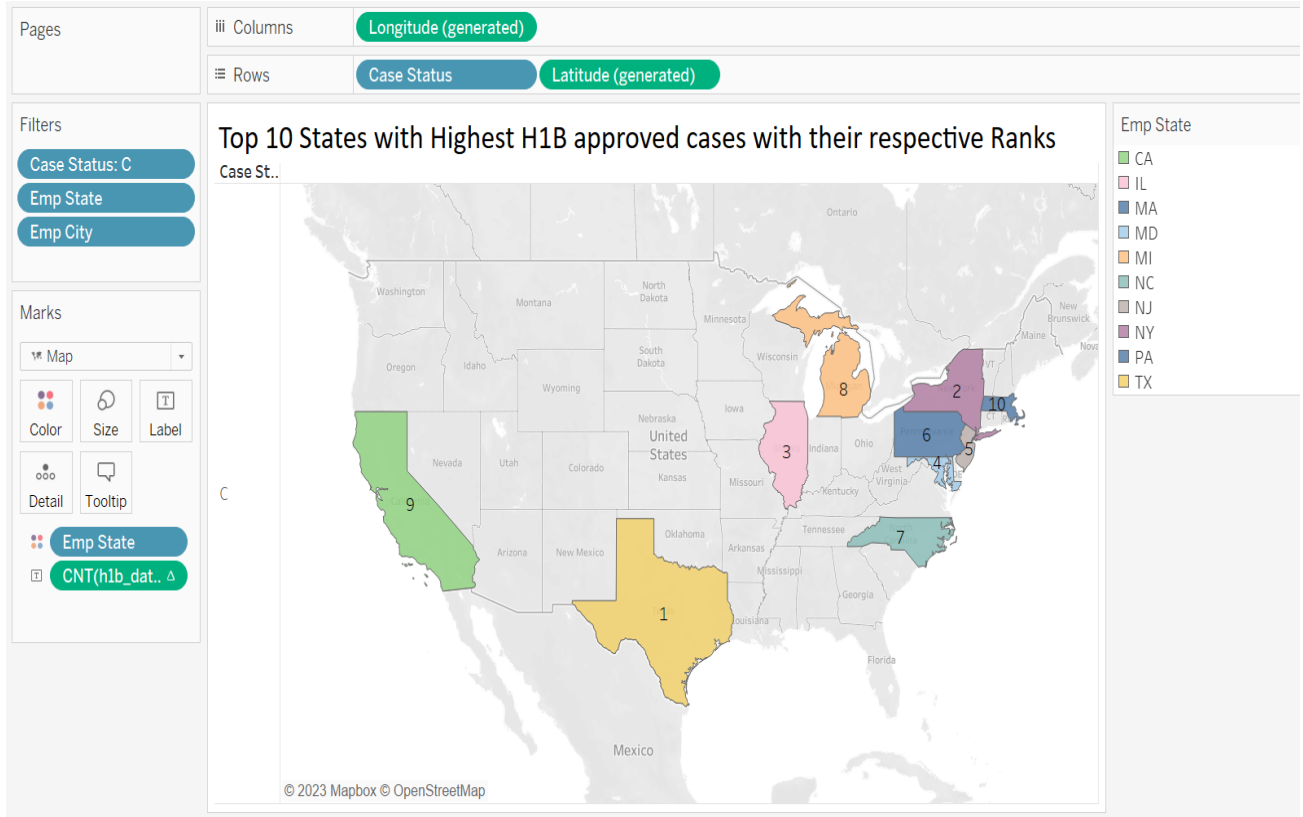 Pages
Columns
Longitude (generated)
Rows
Case Status
Latitude (generated)
Filters
Case Status: C
Emp State
Emp City
Marks
Map
Color
Size
Label
Detail
Tooltip
Emp State
CNT(h1b_dat.. Δ
Top 10 States with Highest H1B approved cases with their respective Ranks
Case St..
C
Ontario
Washington
Montana
North
Dakota
Minnesota
New
Brunswick
Maine
Nova
VT
Oregon
Idaho
South
Dakota
Wisconsin
Wyoming
8
2
10
CT
Iowa
Nebraska
United
States
Nevada
Utah
Colorado
Kansas
Missouri
3
Indiana
Ohio
6
5
4
DE
West
Virginia
Kentucky
9
7
Arizona
New Mexico
Oklahoma
Arkansas
Tennessee
Mississippi
Georgia
1
ouisiana
Florida
Mexico
© 2023 Mapbox © OpenStreetMap
Emp State
CA
IL
MA
MD
MI
NC
NJ
NY
PA
TX